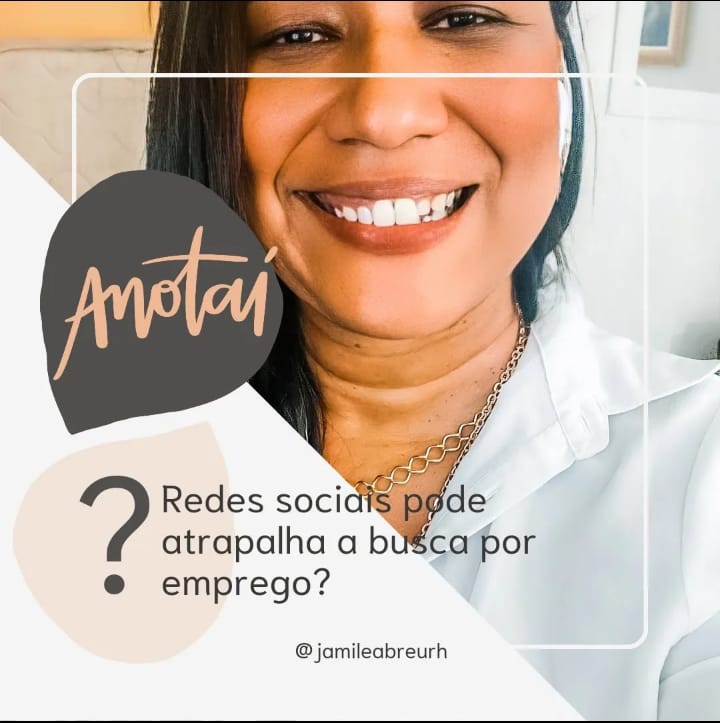 Anotaí
?
Redes sociais pode
atrapalha a busca por
emprego?
@jamileabreurh